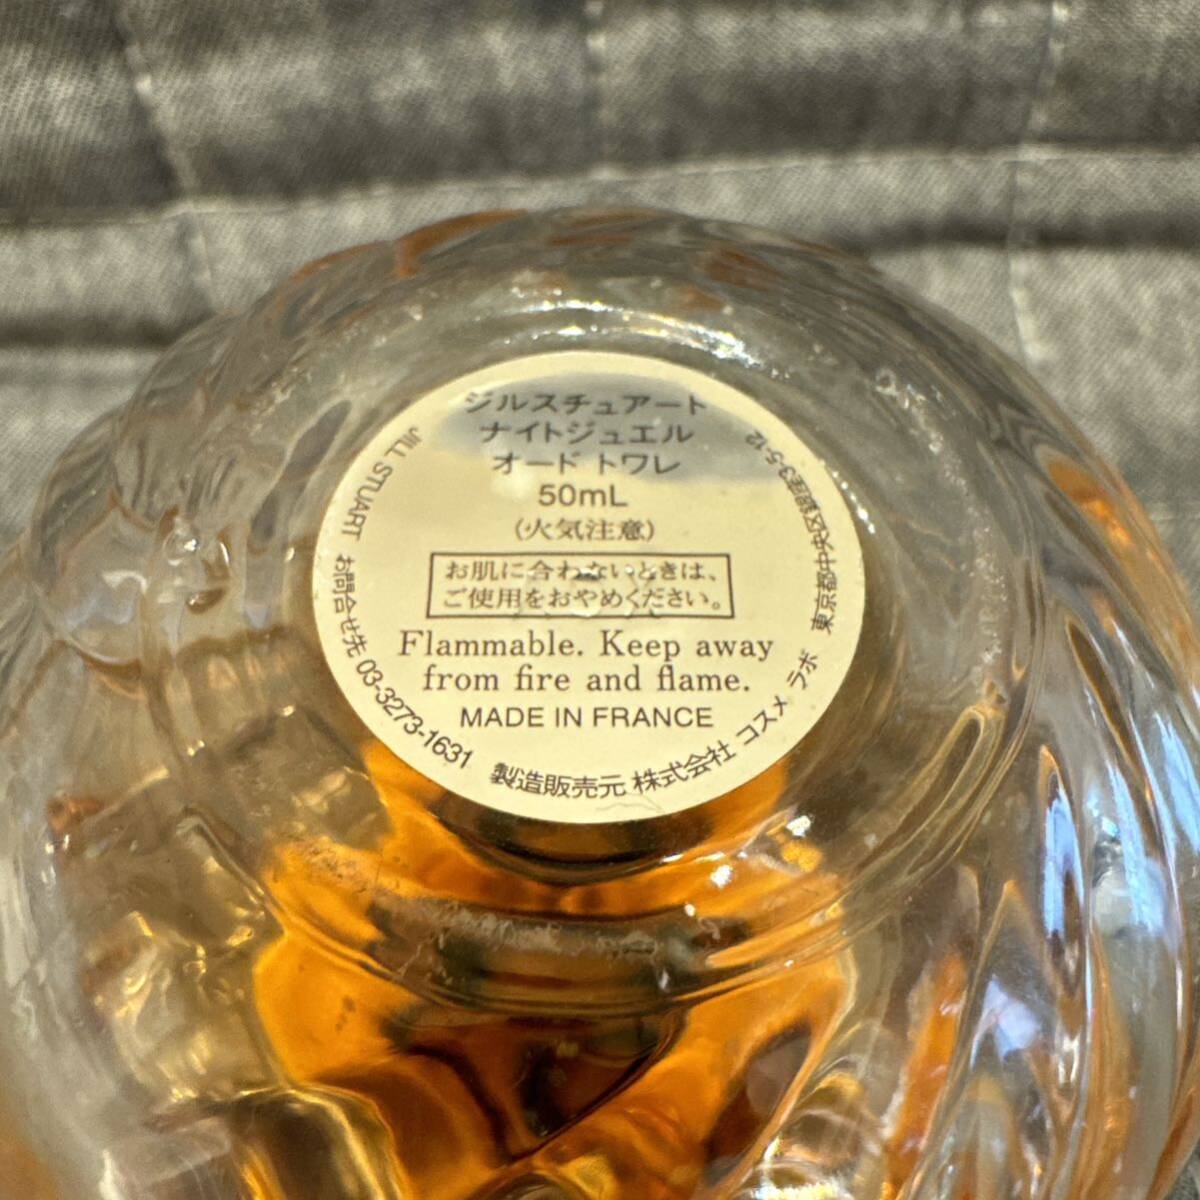 ジルスチュアート
ナイトジュエル
オード トワレ
50mL
(火気注意)
お肌に合わないときは、
ご使用をおやめください。
Flammable. Keep away
from fire and flame.
MADE IN FRANCE
JILL STUART お問合せ先 03-3273-1631
製造販売元 株式会社 コスメ ラボ 東京都中央区銀座3-5-12